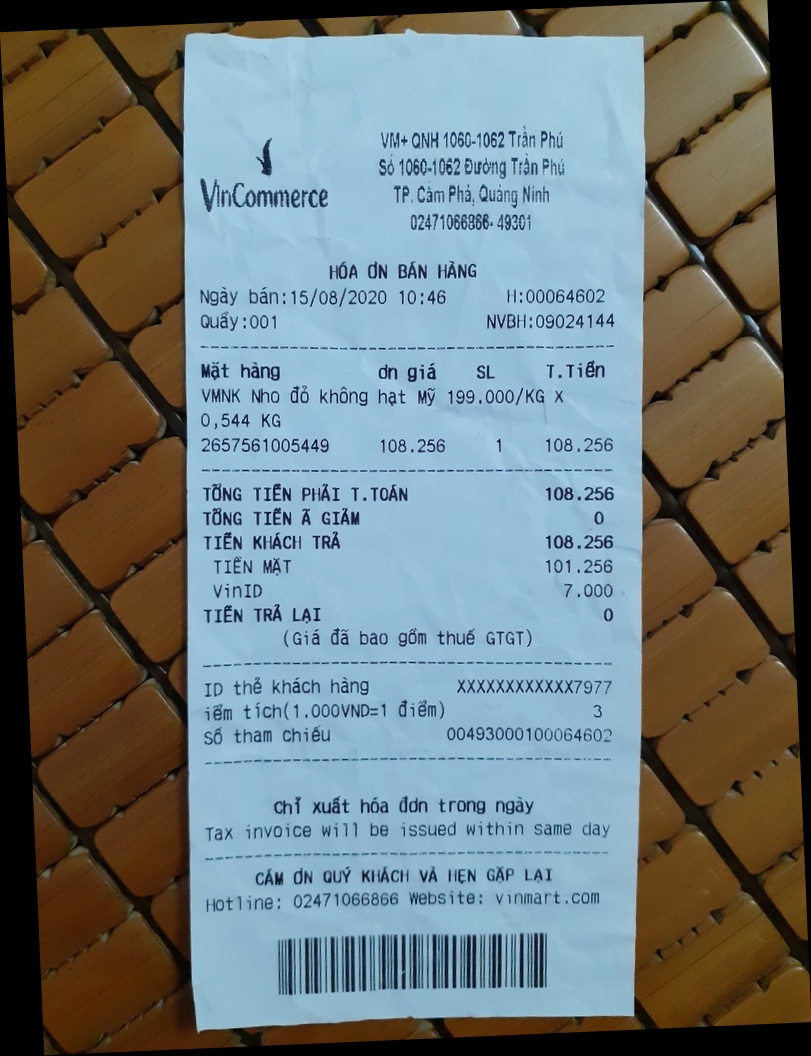 VM+ QNH 1060-1062 Trần Phú
Số 1060-1062 Đường Trần Phú
VinCommerce
TP. Cẩm Phả, Quảng Ninh
02471066866- 49301
HÓA ƠN BÁN HÀNG
Ngày bán:15/08/2020 10:46 H:00064602
Quầy:001 NVBH:09024144
Mặt hàng ơn giá SL T.Tiền
VMNK Nho đỏ không hạt Mỹ 199.000/KG X
0,544 KG
2657561005449 108.256 1 108.256
TỔNG TIỀN PHẢI T.TOÁN 108.256
TỔNG TIỀN Ã GIẢM 0
TIỀN KHÁCH TRẢ 108.256
TIỀN MẶT 101.256
VinID 7.000
TIỀN TRẢ LẠI 0
(Giá đã bao gồm thuế GTGT)
ID thẻ khách hàng XXXXXXXXXXXX7977
iểm tích(1.000VND=1 điểm) 3
Số tham chiếu 00493000100064602
Chỉ xuất hóa đơn trong ngày
Tax invoice will be issued within same day
CẢM ƠN QUÝ KHÁCH VÀ HẸN GẶP LẠI
Hotline: 02471066866 Website: vinmart.com